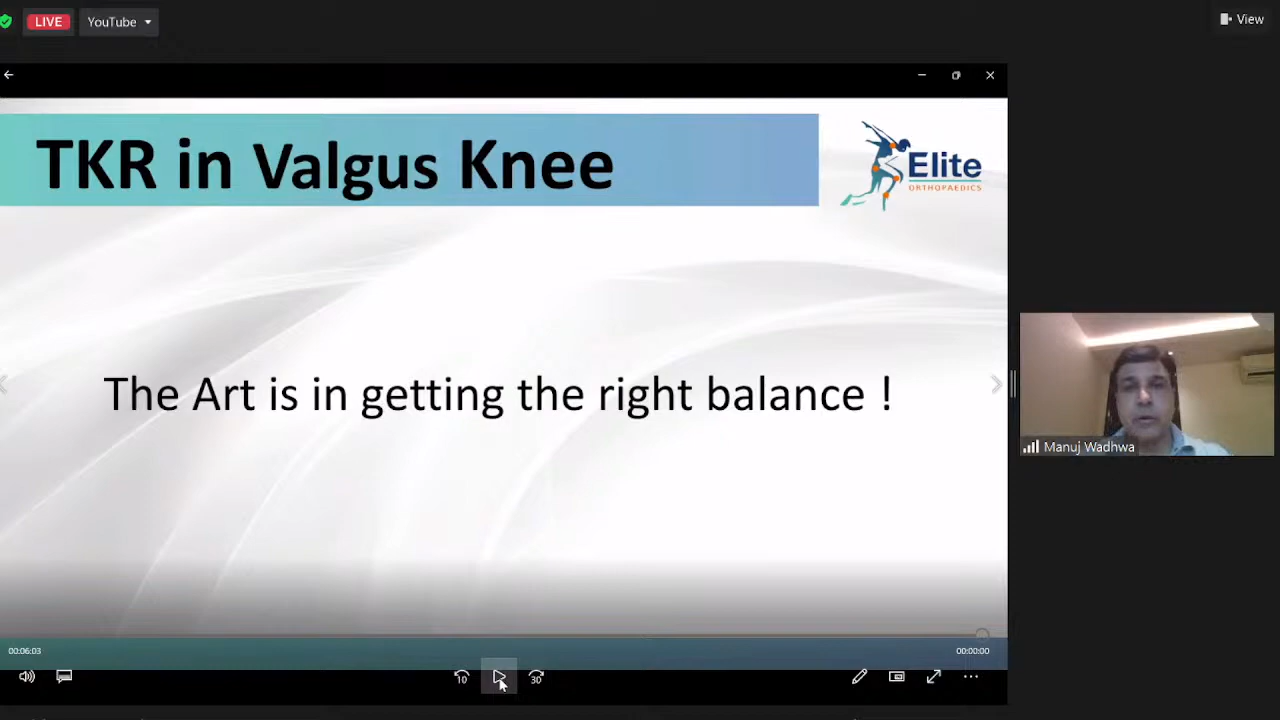 LIVE
YouTube
View
TKR in Valgus Knee
Elite
ORTHOPAEDICS
The Art is in getting the right balance !
Manuj Wadhwa
00:06:03
00:00:00
10
30